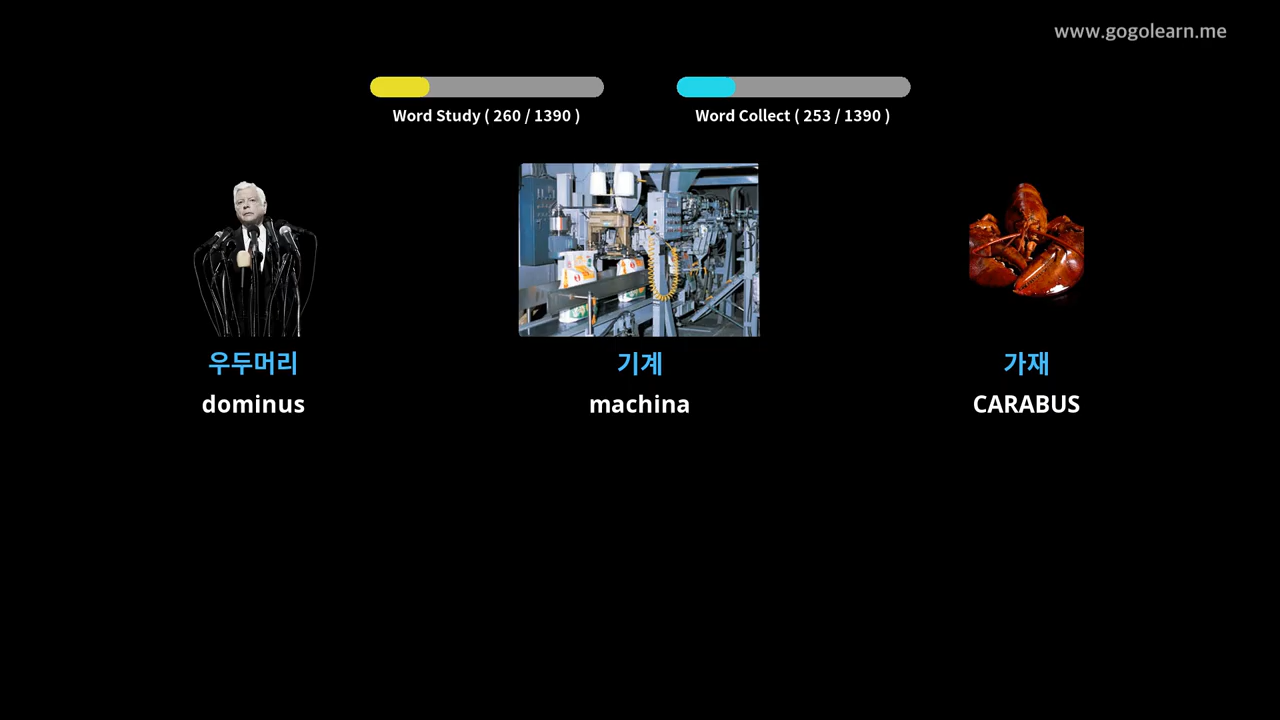 www.gogolearn.me
Word Study ( 260 / 1390 )
Word Collect ( 253 / 1390 )
우두머리
기계
가재
dominus
machina
CARABUS